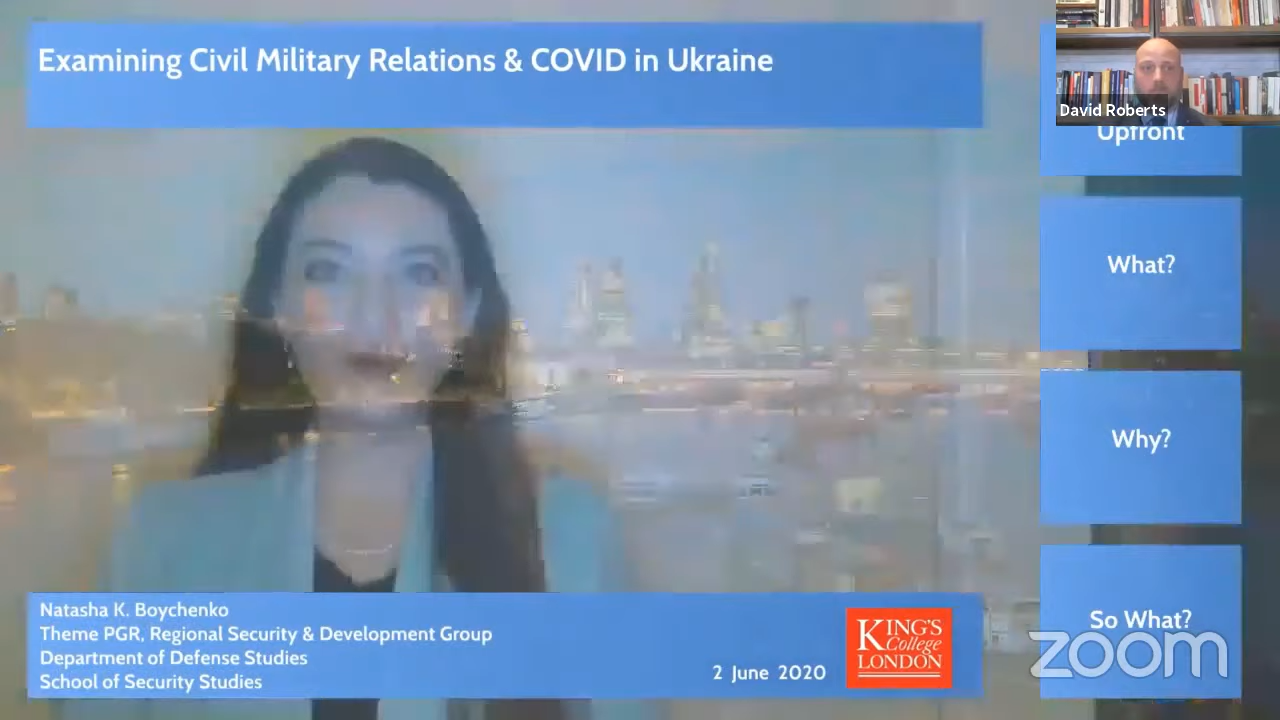 Examining Civil Military Relations & COVID in Ukraine
David Roberts
Upfront
What?
Why?
So What?
Natasha K. Boychenko
Theme PGR, Regional Security & Development Group
Department of Defense Studies
School of Security Studies
2 June 2020
KING'S
College
LONDON
zoom